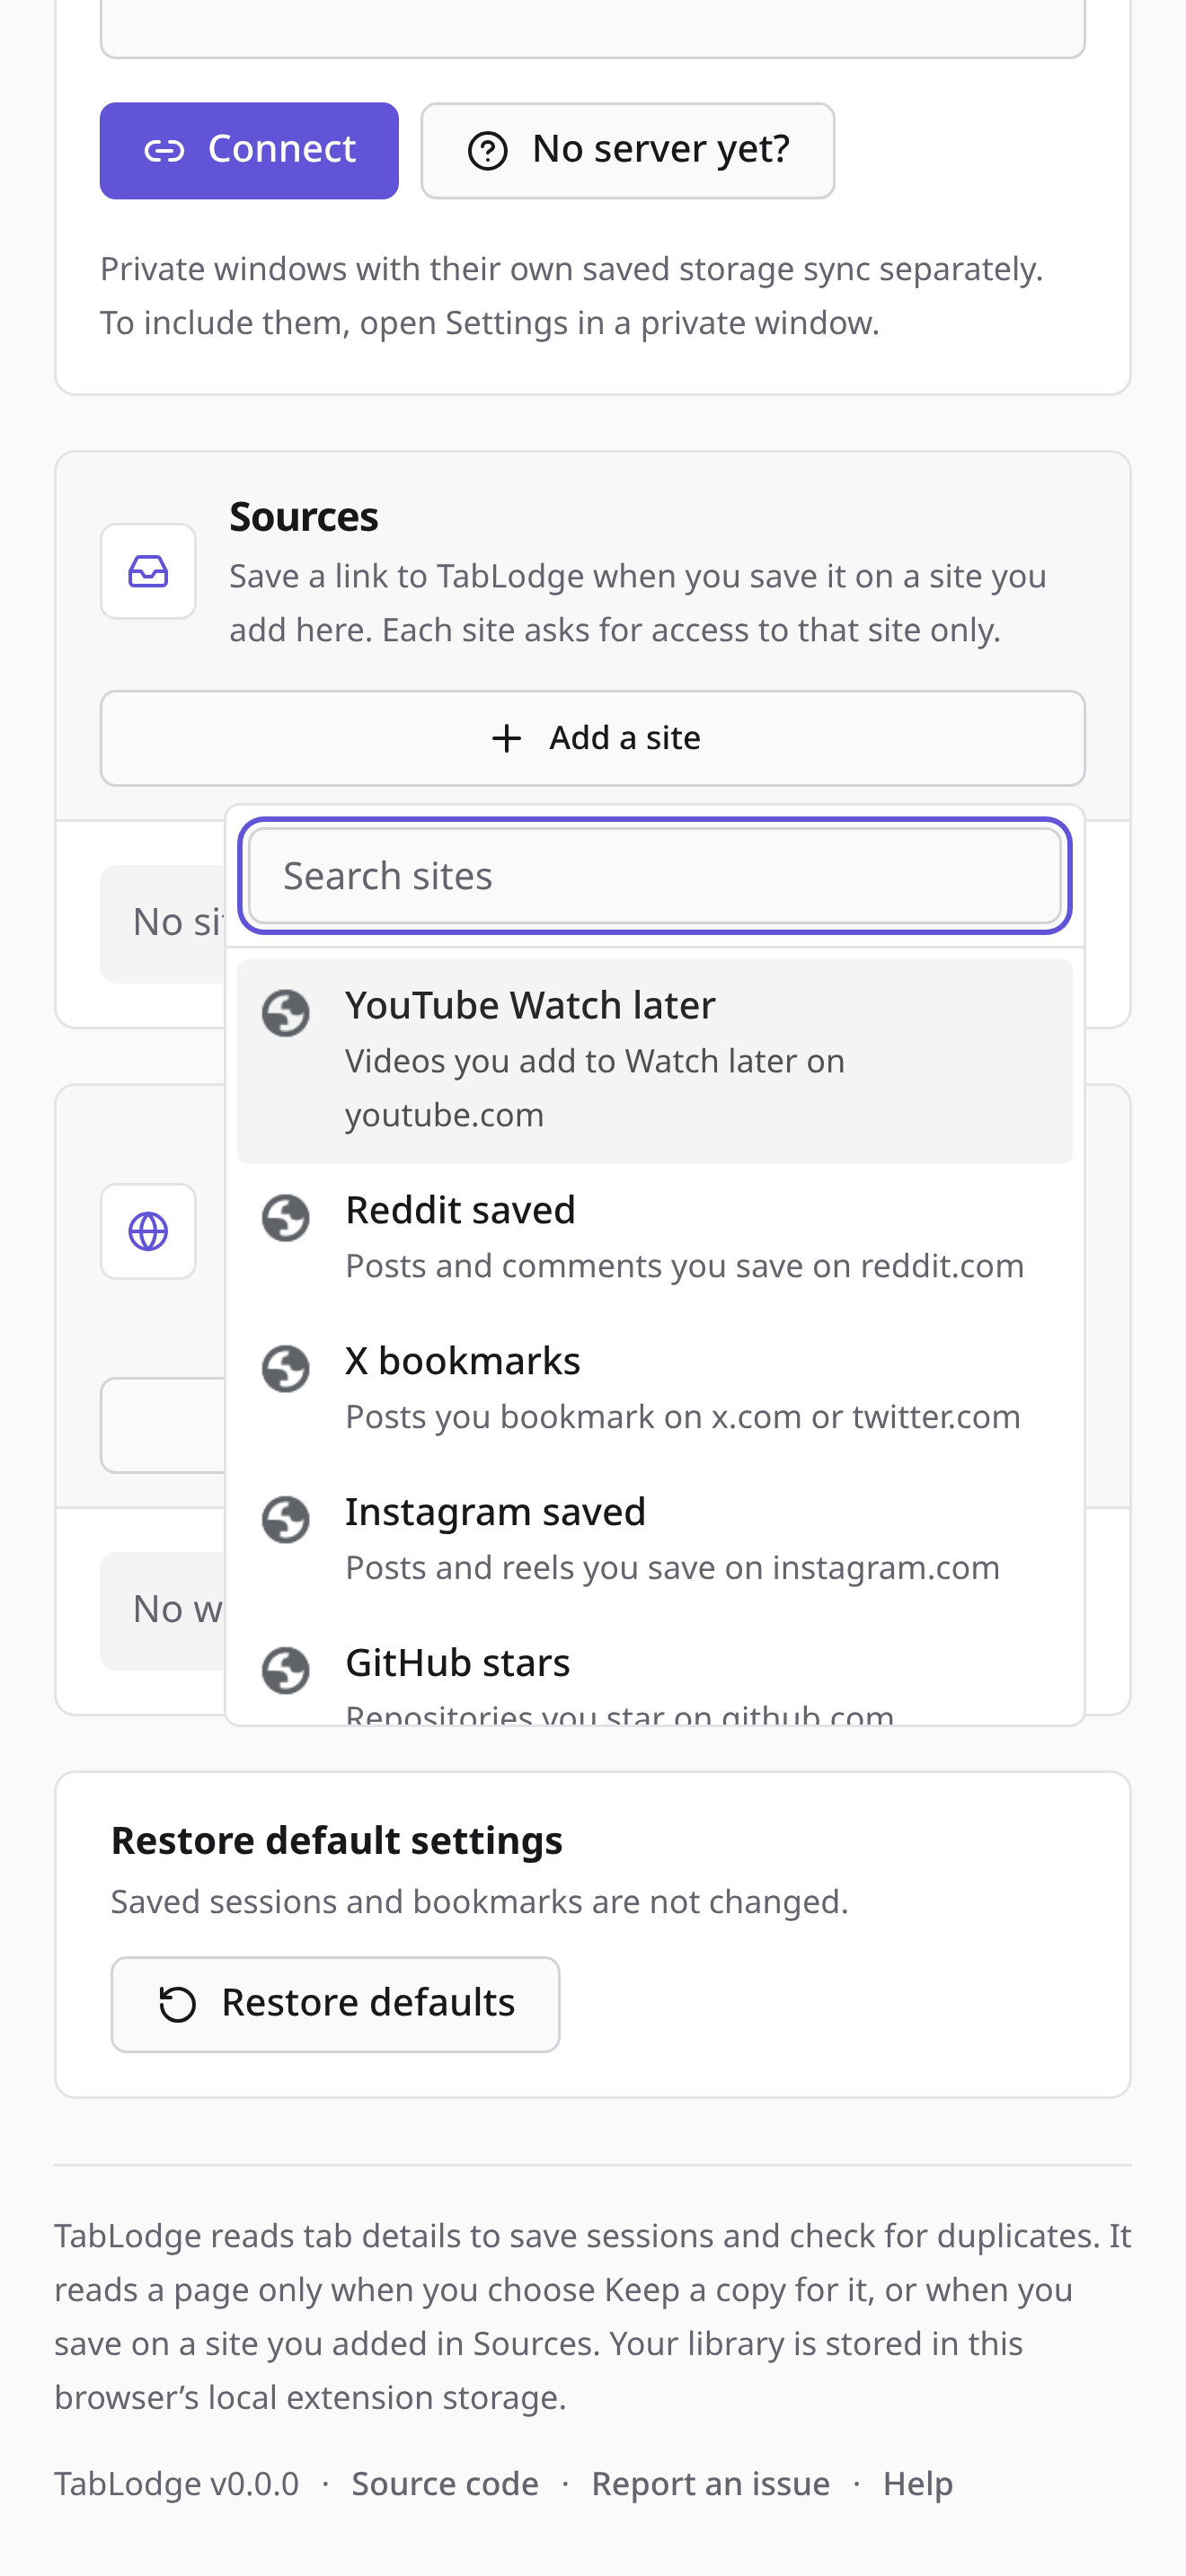 Connect
No server yet?
Private windows with their own saved storage sync separately.
To include them, open Settings in a private window.
Sources
Save a link to TabLodge when you save it on a site you
add here. Each site asks for access to that site only.
Add a site
Search sites
No
YouTube Watch later
Videos you add to Watch later on
youtube.com
Reddit saved
Posts and comments you save on reddit.com
X bookmarks
Posts you bookmark on x.com or twitter.com
Instagram saved
Posts and reels you save on instagram.com
No
GitHub stars
Repositories you star on github.com
Restore default settings
Saved sessions and bookmarks are not changed.
Restore defaults
TabLodge reads tab details to save sessions and check for duplicates. It
reads a page only when you choose Keep a copy for it, or when you
save on a site you added in Sources. Your library is stored in this
browser’s local extension storage.
TabLodge v0.0.0 · Source code · Report an issue · Help